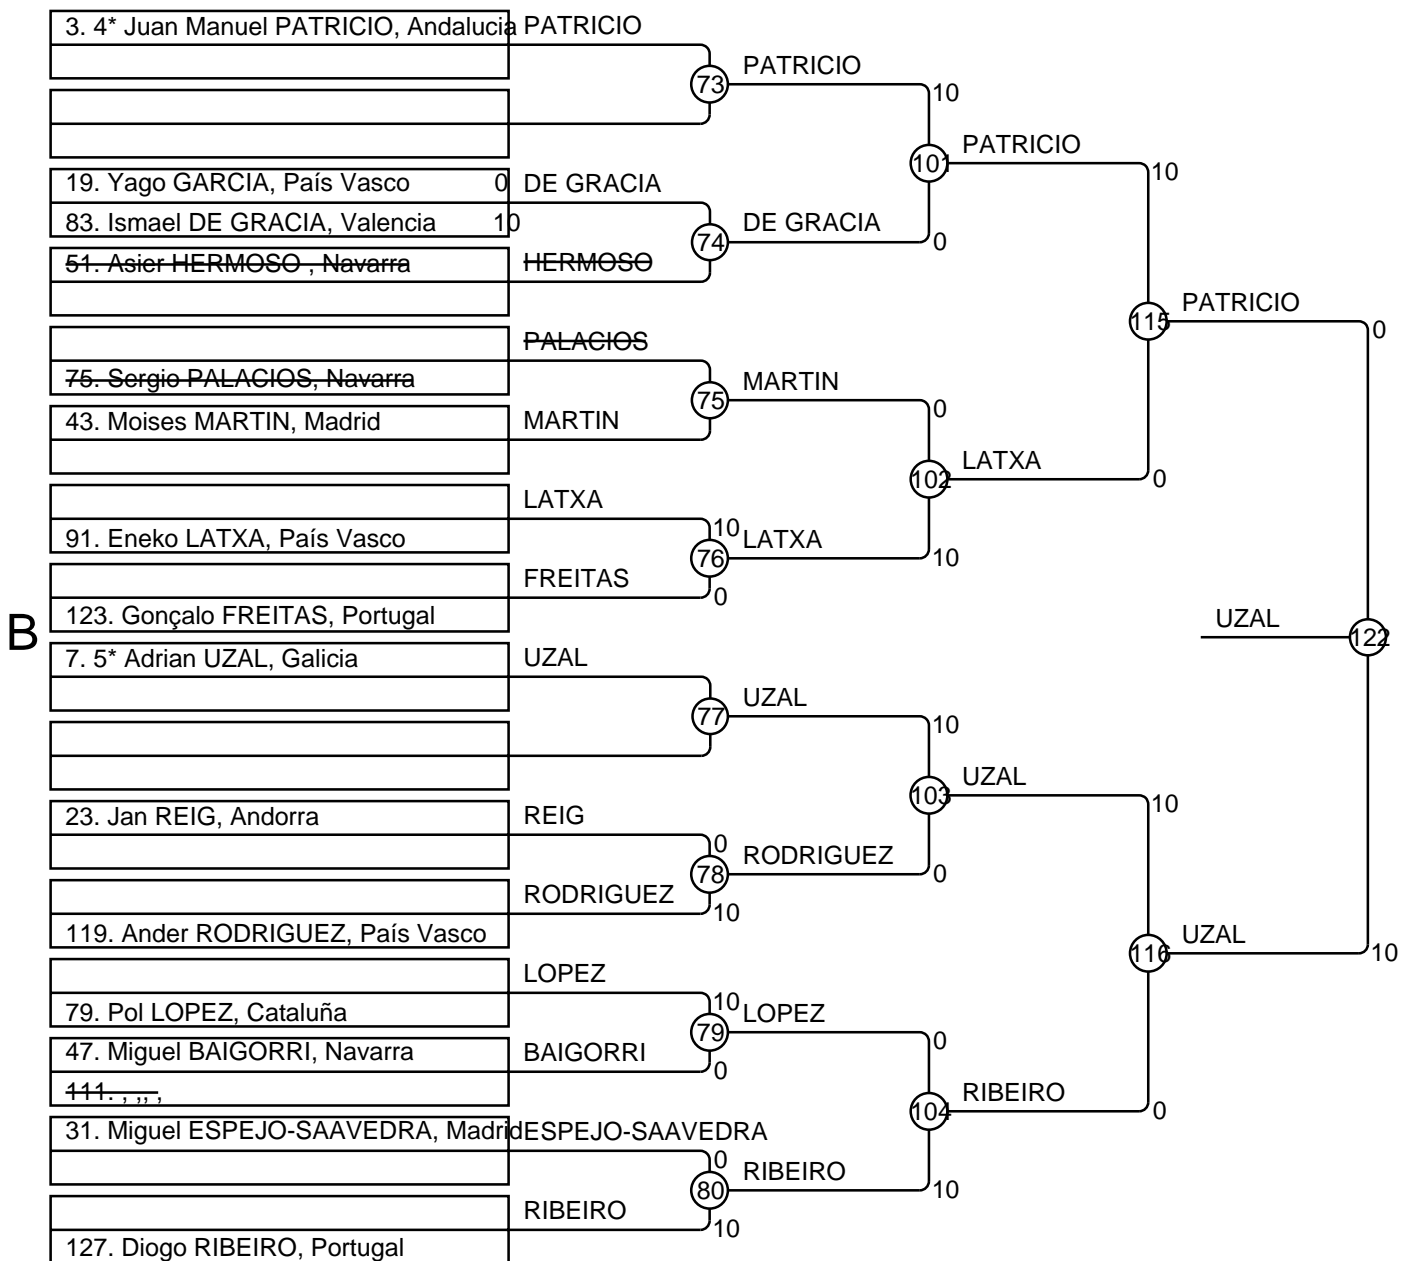 3. 4* Juan Manuel PATRICIO, Andalucia PATRICIO
73
PATRICIO
10
101
PATRICIO
10
19. Yago GARCIA, País Vasco 0 DE GRACIA
83. Ismael DE GRACIA, Valencia 10
74
DE GRACIA
0
51. Asier HERMOSO , Navarra HERMOSO
115
PATRICIO
0
PALACIOS
75. Sergio PALACIOS, Navarra
75
MARTIN
0
43. Moises MARTIN, Madrid MARTIN
102
LATXA
0
LATXA
10
91. Eneko LATXA, País Vasco
76
LATXA
10
FREITAS
0
123. Gonçalo FREITAS, Portugal
B
UZAL
122
7. 5* Adrian UZAL, Galicia UZAL
77
UZAL
10
103
UZAL
10
23. Jan REIG, Andorra REIG
0
78
RODRIGUEZ
0
RODRIGUEZ
10
119. Ander RODRIGUEZ, País Vasco
116
UZAL
10
LOPEZ
10
79. Pol LOPEZ, Cataluña
79
LOPEZ
0
47. Miguel BAIGORRI, Navarra BAIGORRI
0
111. , ,, ,
104
RIBEIRO
0
31. Miguel ESPEJO-SAAVEDRA, Madrid ESPEJO-SAAVEDRA
0
80
RIBEIRO
10
RIBEIRO
10
127. Diogo RIBEIRO, Portugal